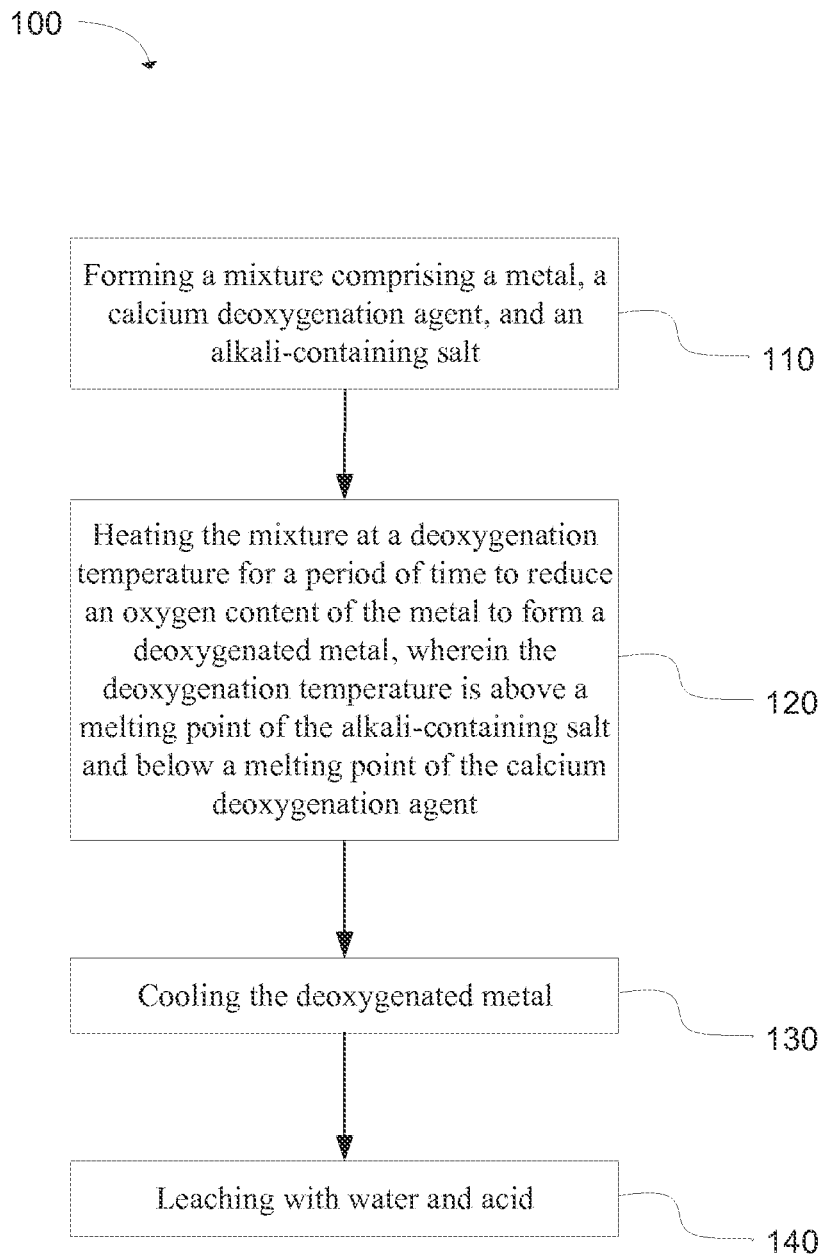 100
Forming a mixture comprising a metal, a
calcium deoxygenation agent, and an
alkali-containing salt
110
Heating the mixture at a deoxygenation
temperature for a period of time to reduce
an oxygen content of the metal to form a
deoxygenated metal, wherein the
deoxygenation temperature is above a
melting point of the alkali-containing salt
and below a melting point of the calcium
deoxygenation agent
120
Cooling the deoxygenated metal
130
Leaching with water and acid
140